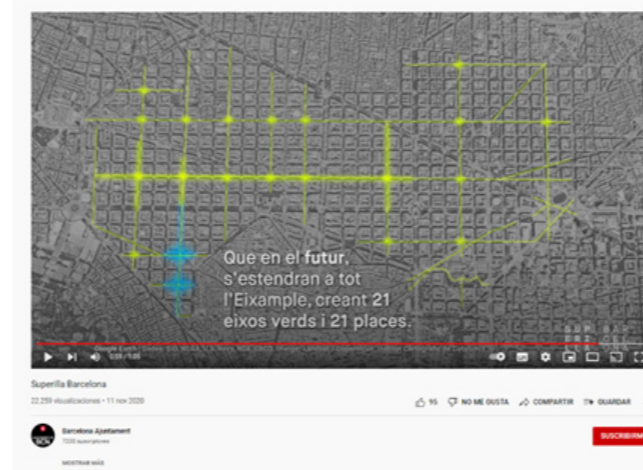 Que en el futur,
s'estendran a tot
l'Eixample, creant 21
eixos verds i 21 places.
Superilla Barcelona
22.259 visualizaciones • 11 nov 2020
95 NO ME GUSTA COMPARTIR GUARDAR
Barcelona Ajuntament
SUSCRIBIRME
MOSTRAR MÁS